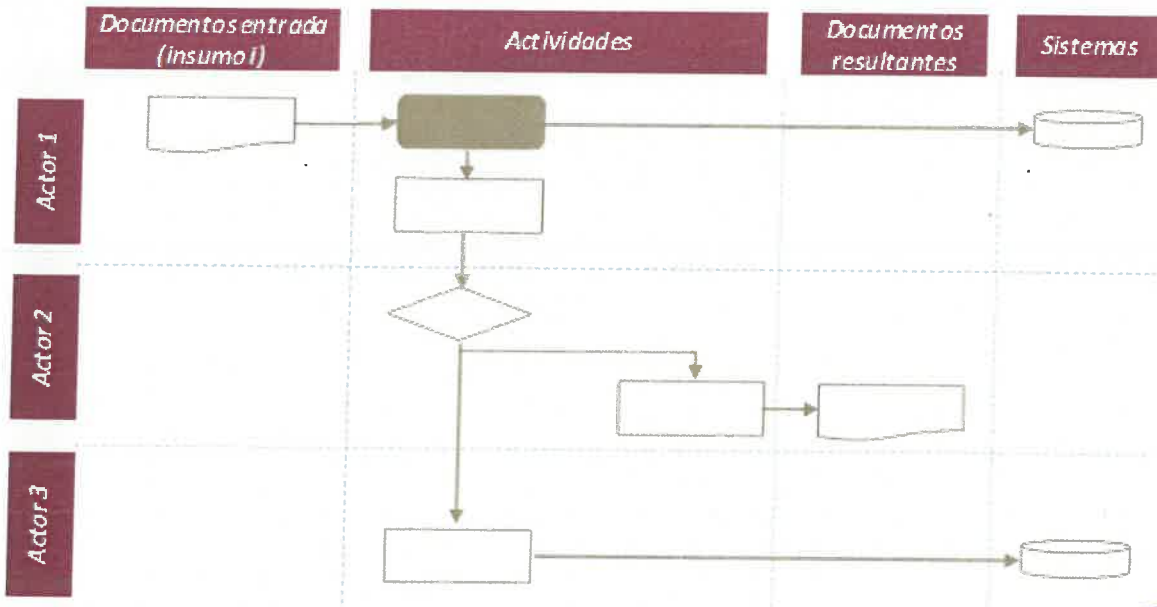 Documentos entrada
(insumo i)
Actividades
Documentos
resultantes
Sistemas
Actor 1
Actor 2
Actor 3